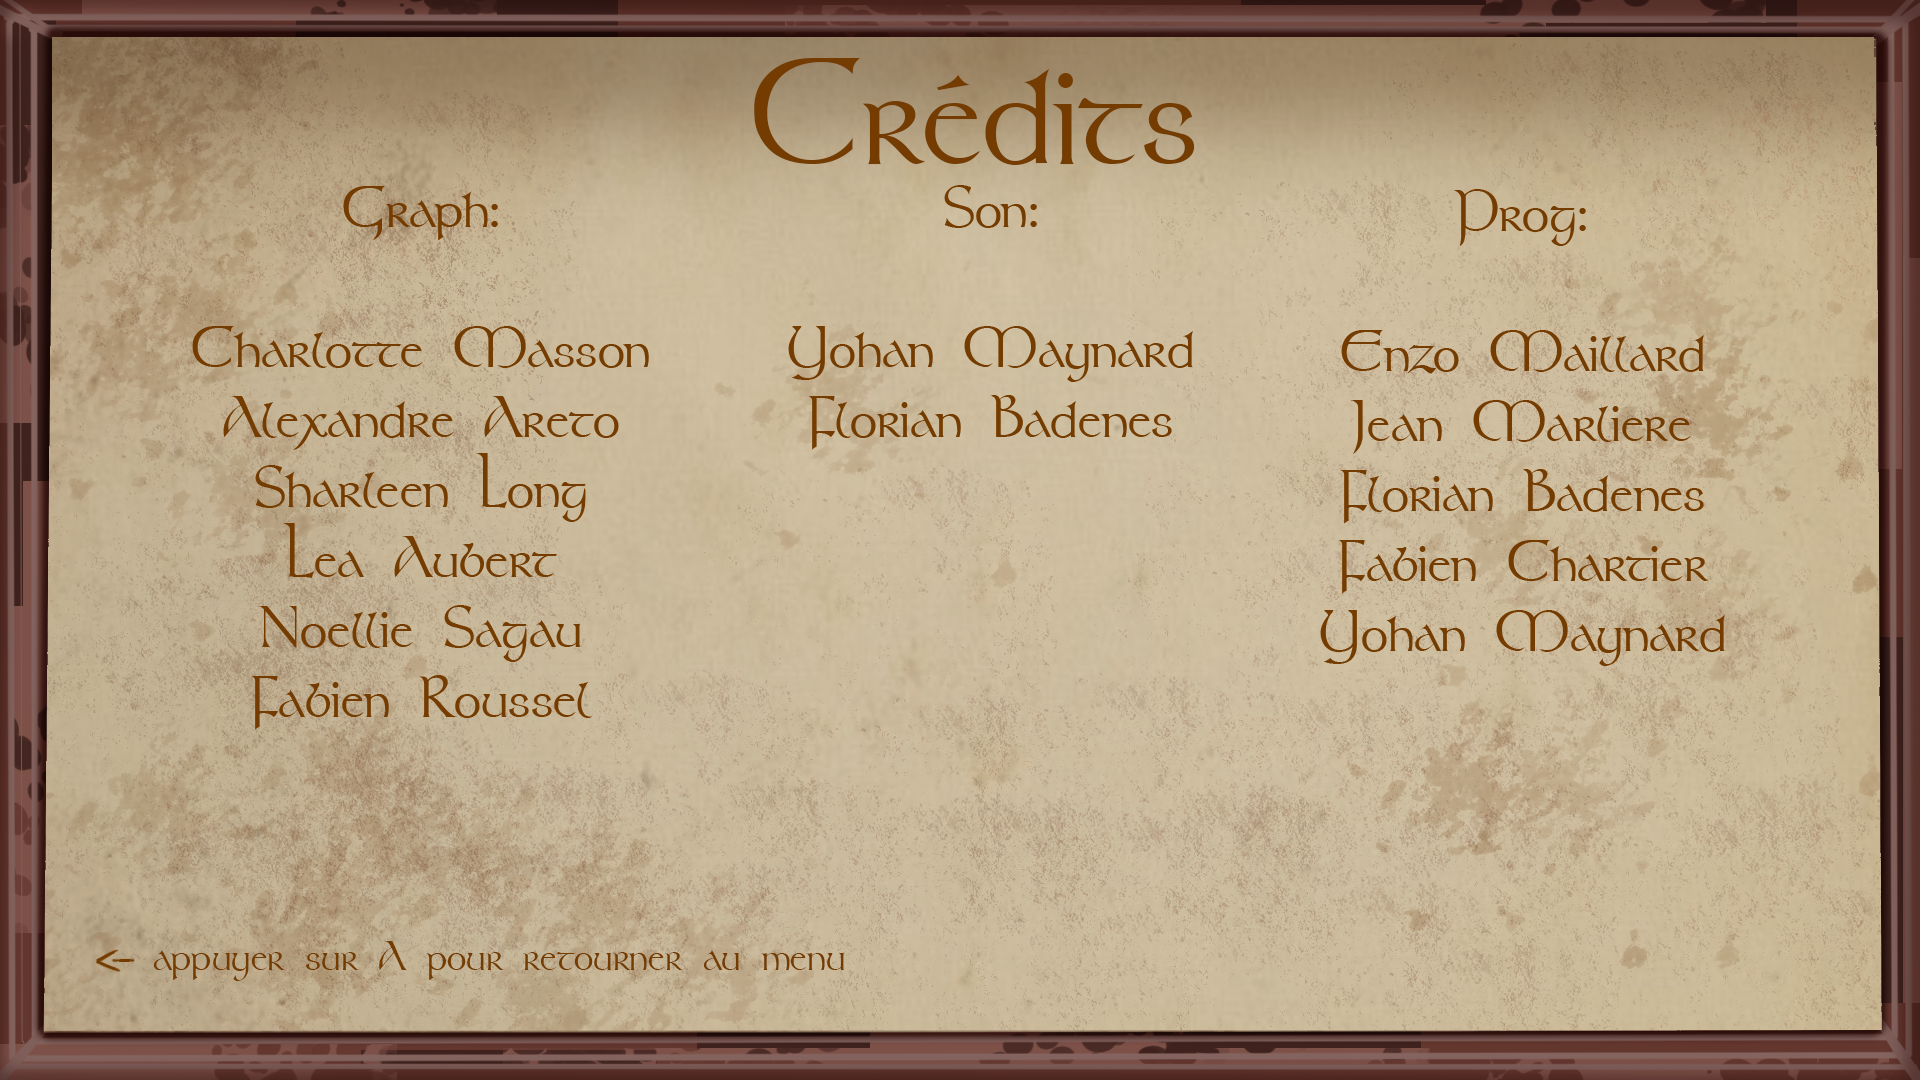 Crédits
Graph:
Charlotte Masson
Alexandre Areto
Sharleen Long
Lea Aubert
Noellie Sagau
Fabien Roussel
Son:
Yohan Maynard
Florian Badenes
Prog:
Enzo Maillard
Jean Marliere
Florian Badenes
Fabien Chartier
Yohan Maynard
<- appuyer sur A pour retourner au menu